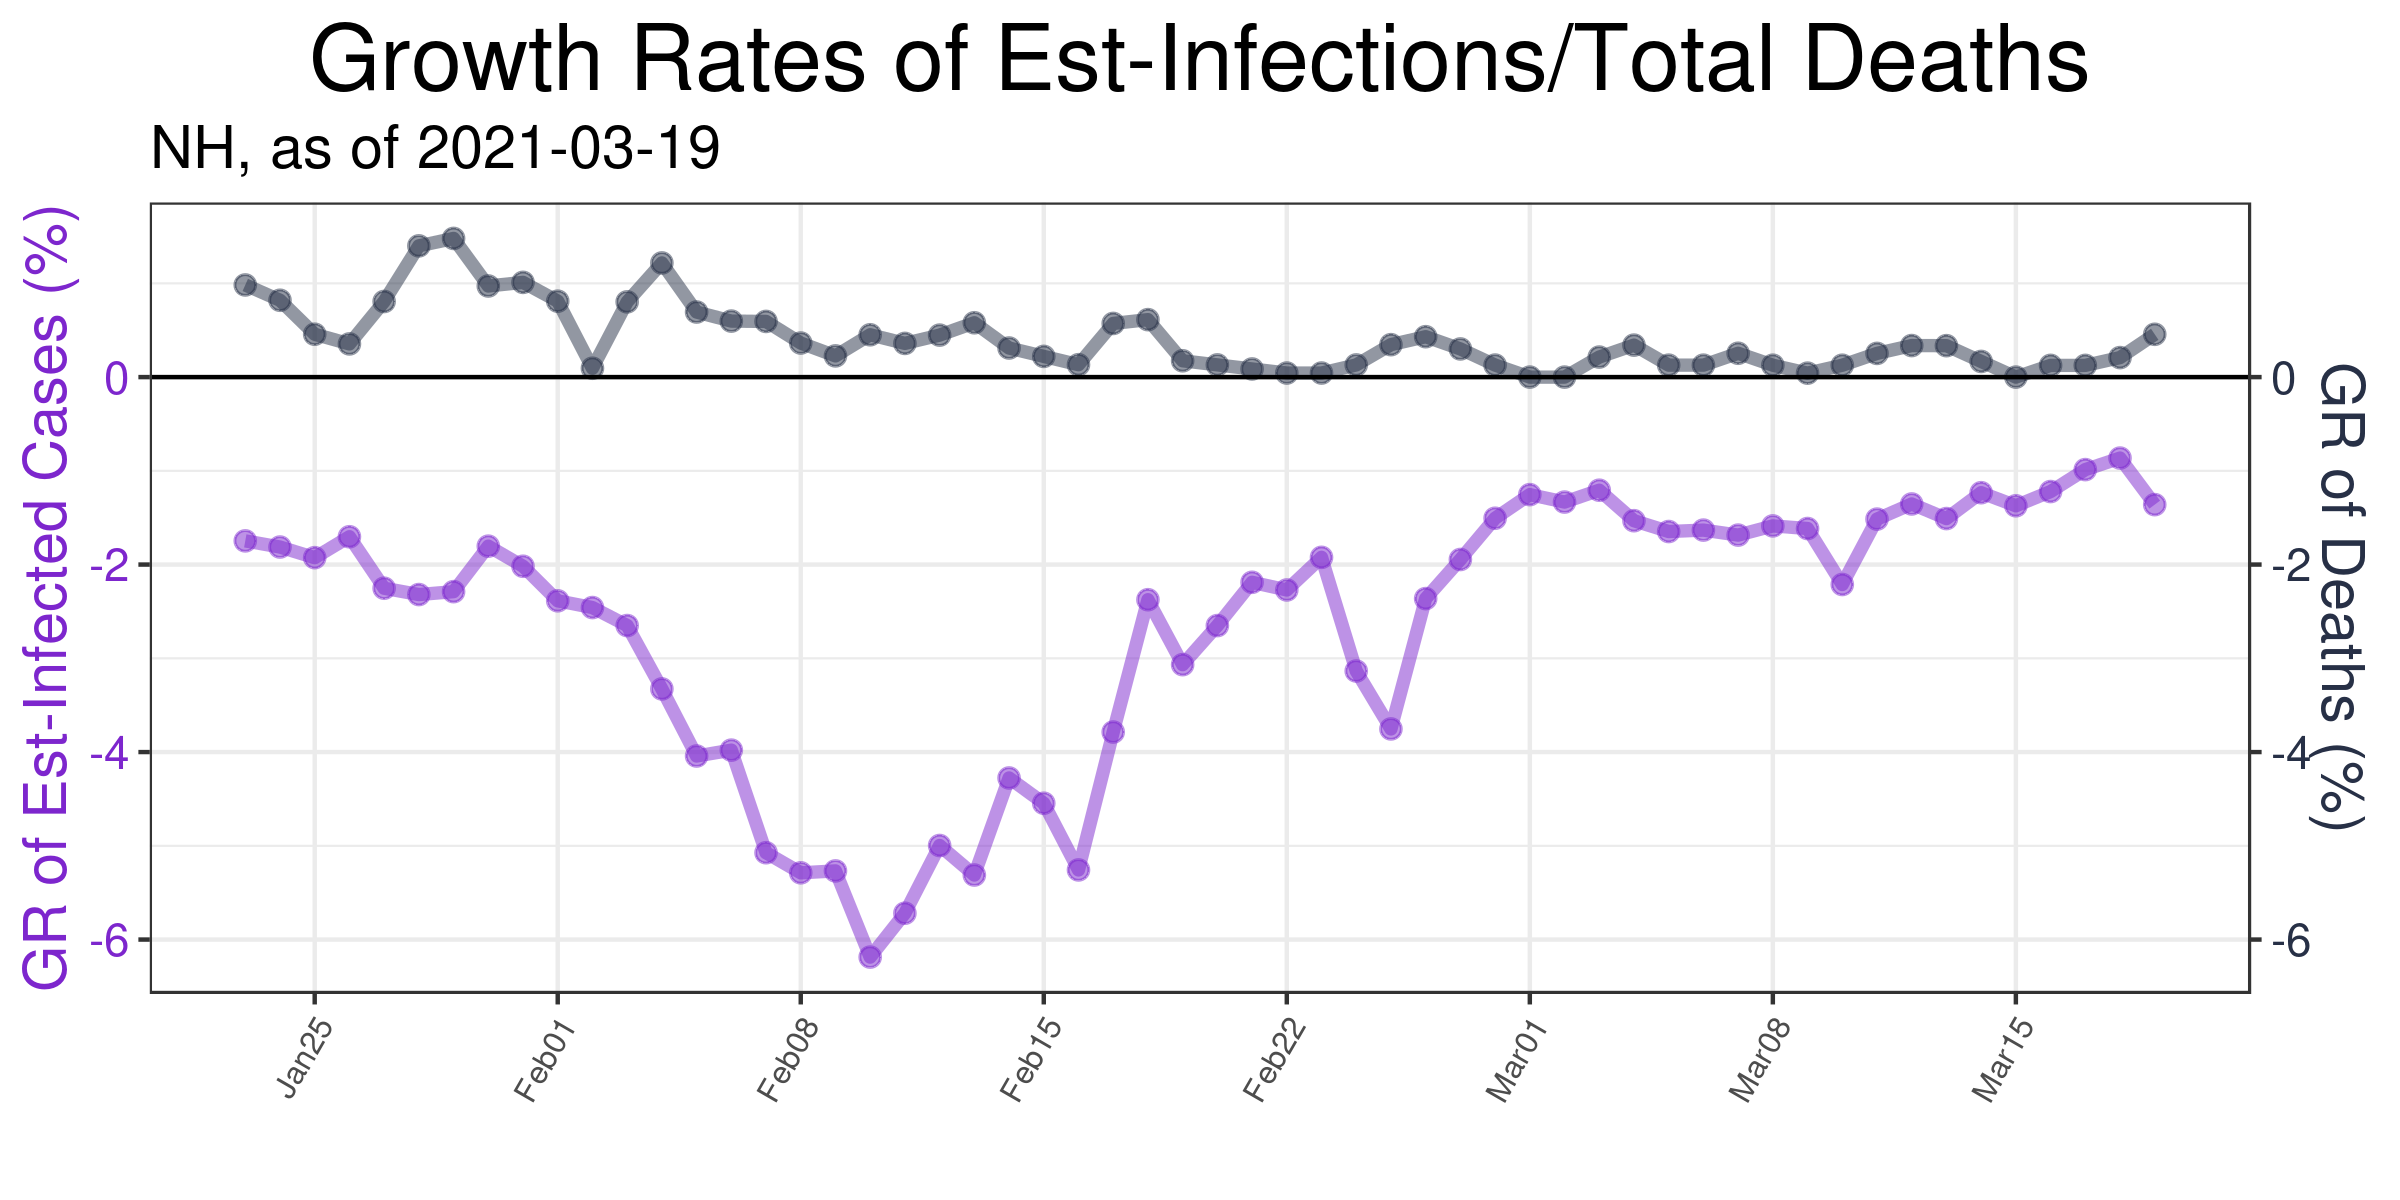 Growth Rates of Est-Infections/Total Deaths
NH, as of 2021-03-19
GR of Est-Infected Cases (%)
0
-2
-4
-6
0
-2
-4
-6
GR of Deaths (%)
Jan25
Feb01
Feb08
Feb15
Feb22
Mar01
Mar08
Mar15